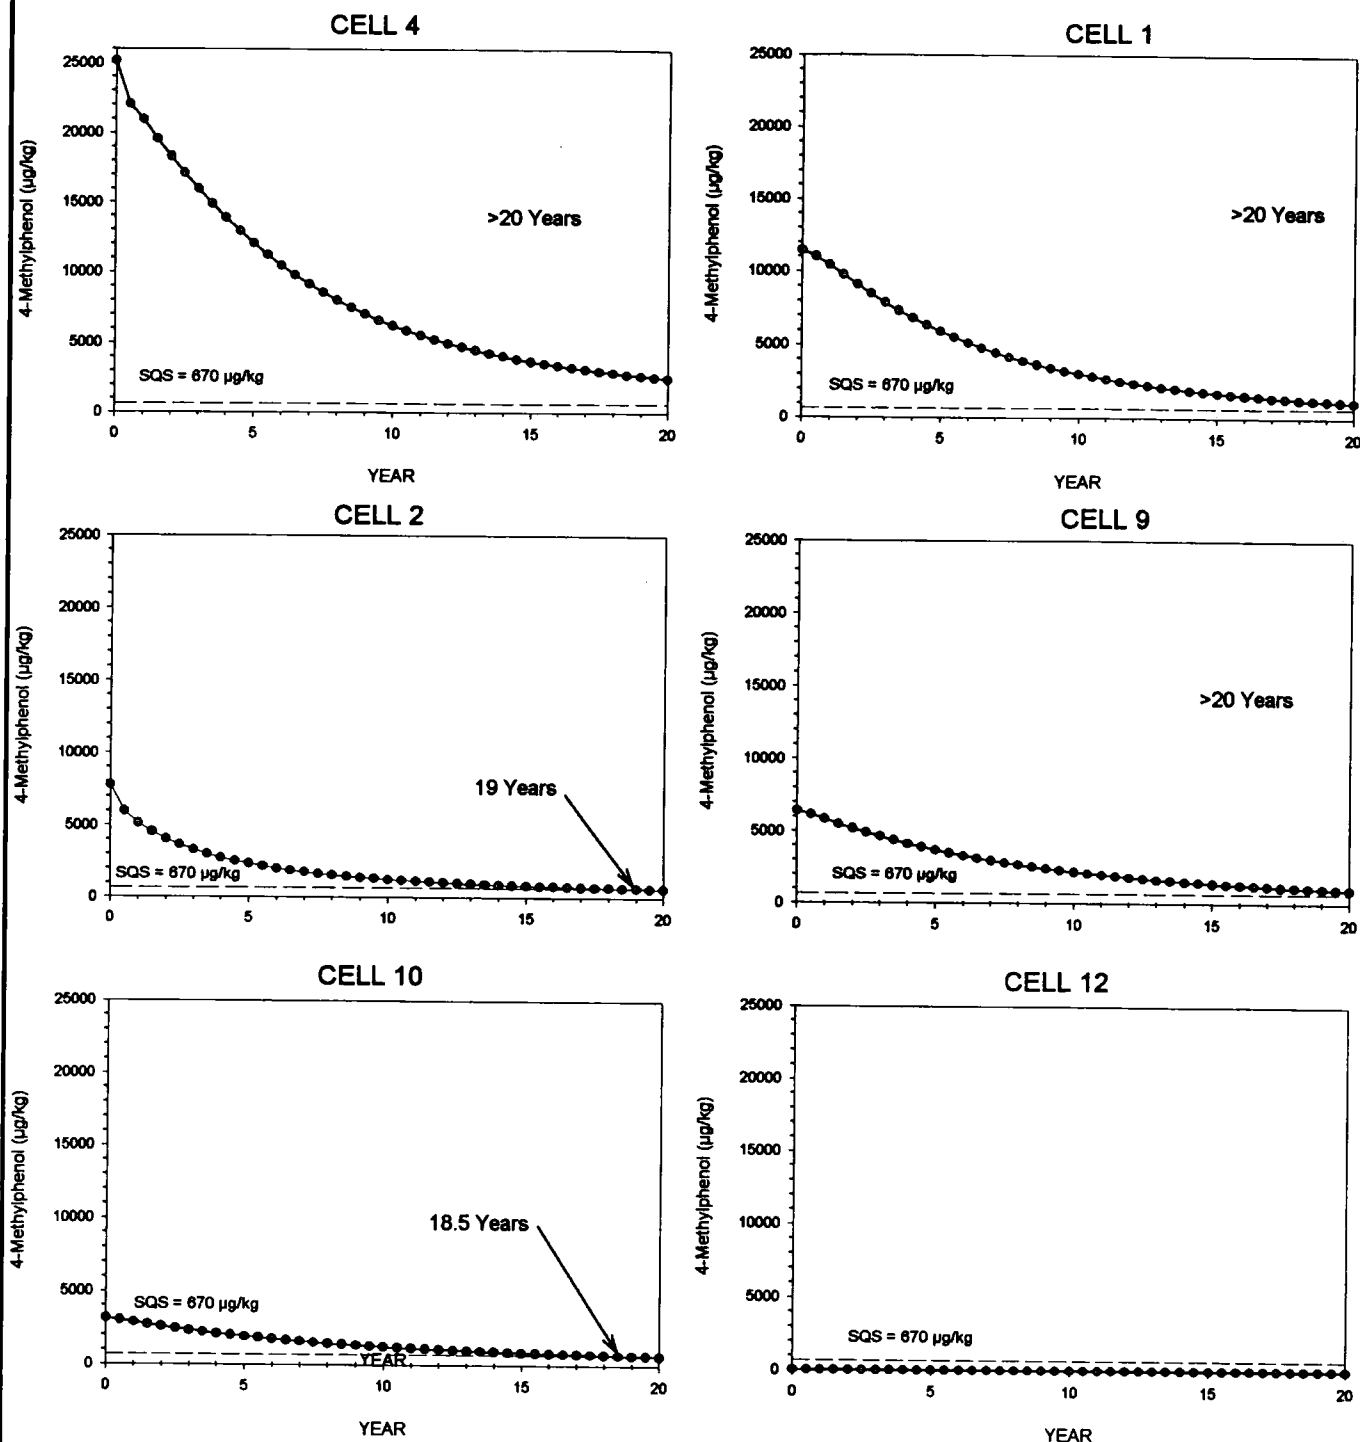 CELL 4
25000
20000
15000
10000
5000
0
4-Methylphenol (µg/kg)
>20 Years
SQS = 670 µg/kg
0 5 10 15 20
YEAR
CELL 1
25000
20000
15000
10000
5000
0
4-Methylphenol (µg/kg)
>20 Years
SQS = 670 µg/kg
0 5 10 15 20
YEAR
CELL 2
25000
20000
15000
10000
5000
0
4-Methylphenol (µg/kg)
19 Years
SQS = 670 µg/kg
0 5 10 15 20
CELL 9
25000
20000
15000
10000
5000
0
4-Methylphenol (µg/kg)
>20 Years
SQS = 670 µg/kg
0 5 10 15 20
CELL 10
25000
20000
15000
10000
5000
0
4-Methylphenol (µg/kg)
18.5 Years
SQS = 670 µg/kg
YEAR
0 5 10 15 20
YEAR
CELL 12
25000
20000
15000
10000
5000
0
4-Methylphenol (µg/kg)
SQS = 670 µg/kg
0 5 10 15 20
YEAR